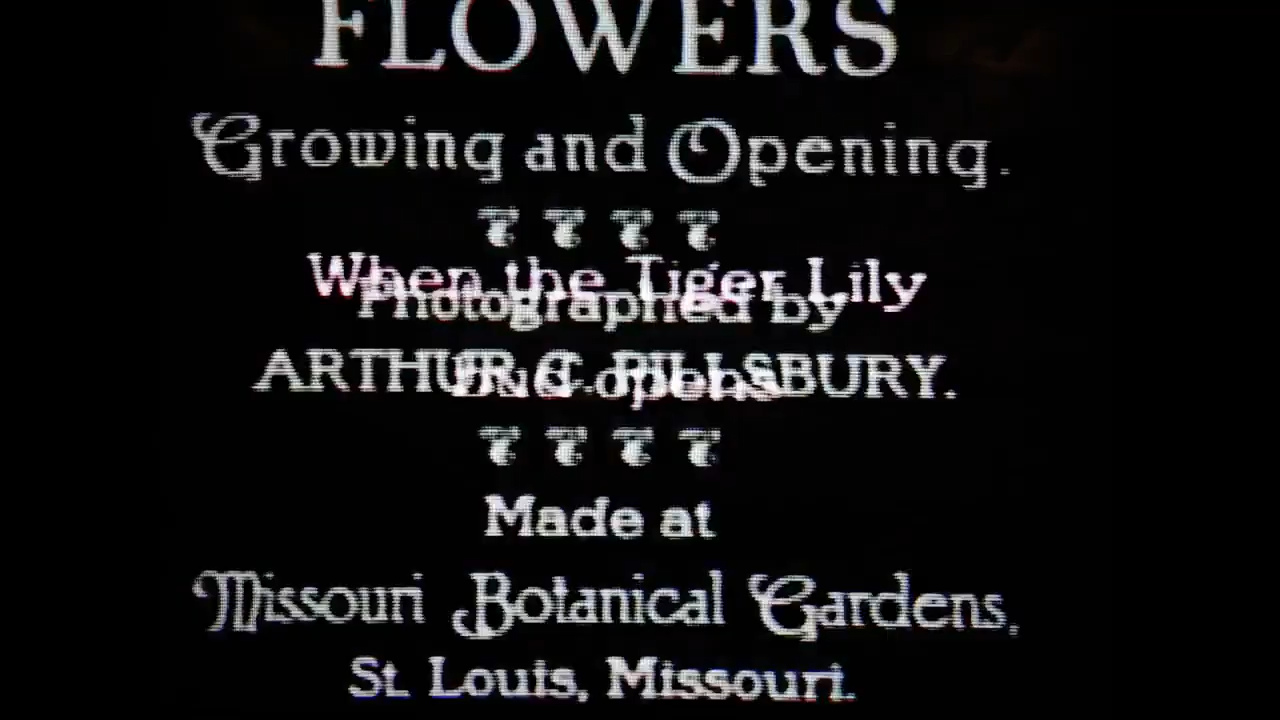 FLOWERS
Growing and Opening.
When the Tiger Lily
Photographed by
ARTHUR C. PILLSBURY.
Bud opens
Made at
Missouri Botanical Gardens,
St. Louis, Missouri.